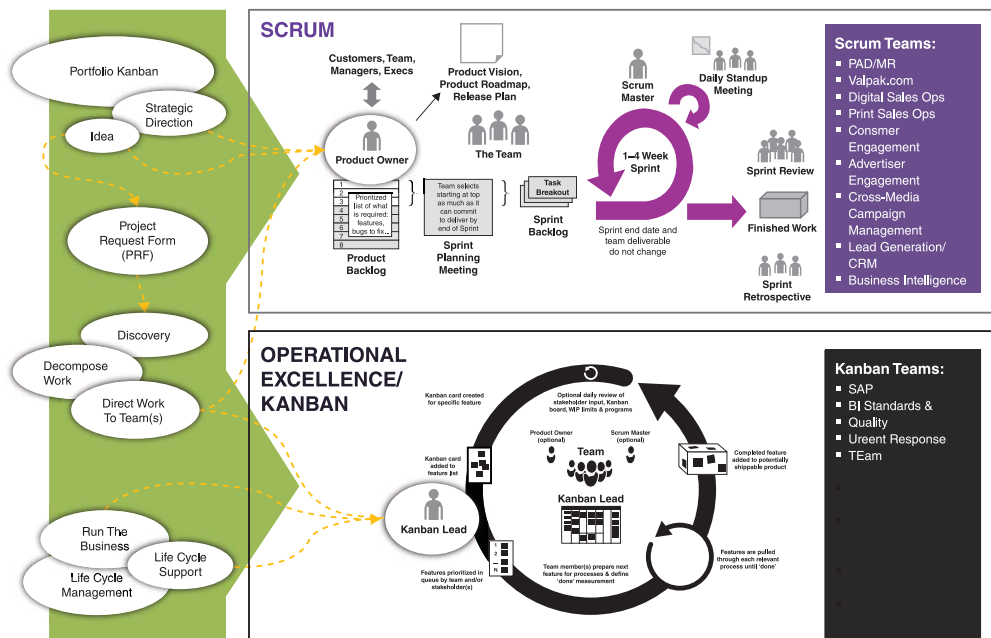 Portfolio Kanban
Strategic
Direction
Idea
Project
Request Form
(PRF)
Discovery
Decompose
Work
Direct Work
To Team(s)
Run The
Business
Life Cycle
Support
Life Cycle
Management
SCRUM
Customers, Team,
Managers, Execs
Product Vision,
Product Roadmap,
Release Plan
Product Owner
The Team
1
2
3
4
5
6
7
8
Prioritized
list of what
is required:
features,
bugs to fix...
Product
Backlog
Team selects
starting at top
as much as it
can commit
to deliver by
end of Sprint
Sprint
Planning
Meeting
Task
Breakout
Sprint
Backlog
Scrum
Master
Daily Standup
Meeting
1–4 Week
Sprint
Sprint end date and
team deliverable
do not change
Sprint Review
Finished Work
Sprint
Retrospective
Scrum Teams:
PAD/MR
Valpak.com
Digital Sales Ops
Print Sales Ops
Consmer
Engagement
Advertiser
Engagement
Cross-Media
Campaign
Management
Lead Generation/
CRM
Business Intelligence
OPERATIONAL
EXCELLENCE/
KANBAN
Kanban card created
for specific feature
Optional daily review of
stakeholder input, Kanban
board, WIP limits & programs
Product Owner
(optional)
Scrum Master
(optional)
Team
Kanban card
added to
feature list
Completed feature
added to potentially
shippable product
Kanban Lead
Kanban Lead
1
2
N
Features prioritized in
queue by team and/or
stakeholder(s)
Team member(s) prepare next
feature for processes & define
‘done’ measurement
Features are pulled
through each relevant
process until ‘done’
Kanban Teams:
SAP
BI Standards &
Quality
Ureent Response
TEam